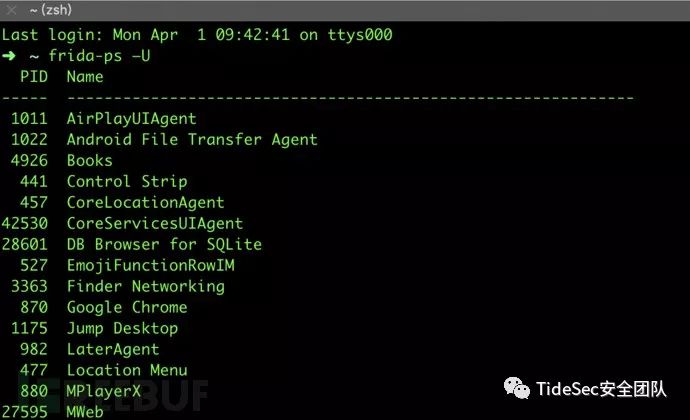 ~ (zsh)
Last login: Mon Apr  1 09:42:41 on ttys000
➜  ~ frida-ps –U
  PID  Name
-----  ----------------------------------------------------------
 1011  AirPlayUIAgent
 1022  Android File Transfer Agent
 4926  Books
  441  Control Strip
  457  CoreLocationAgent
42530  CoreServicesUIAgent
28601  DB Browser for SQLite
  527  EmojiFunctionRowIM
 3363  Finder Networking
  870  Google Chrome
 1175  Jump Desktop
  982  LaterAgent
  477  Location Menu
  880  MPlayerX
27595  MWeb
TideSec安全团队